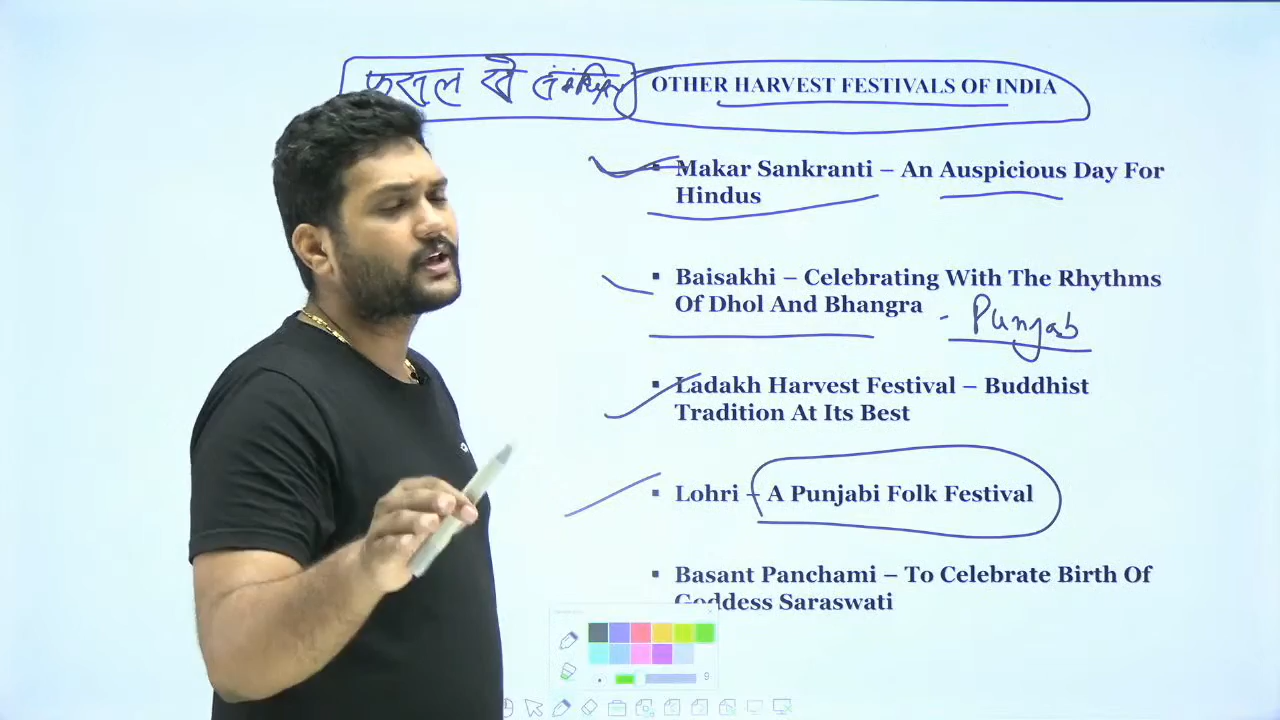 फसल से संबंधित OTHER HARVEST FESTIVALS OF INDIA
▪ Makar Sankranti – An Auspicious Day For
Hindus
▪ Baisakhi – Celebrating With The Rhythms
Of Dhol And Bhangra - Punjab
▪ Ladakh Harvest Festival – Buddhist
Tradition At Its Best
▪ Lohri – A Punjabi Folk Festival
▪ Basant Panchami – To Celebrate Birth Of
Goddess Saraswati
9